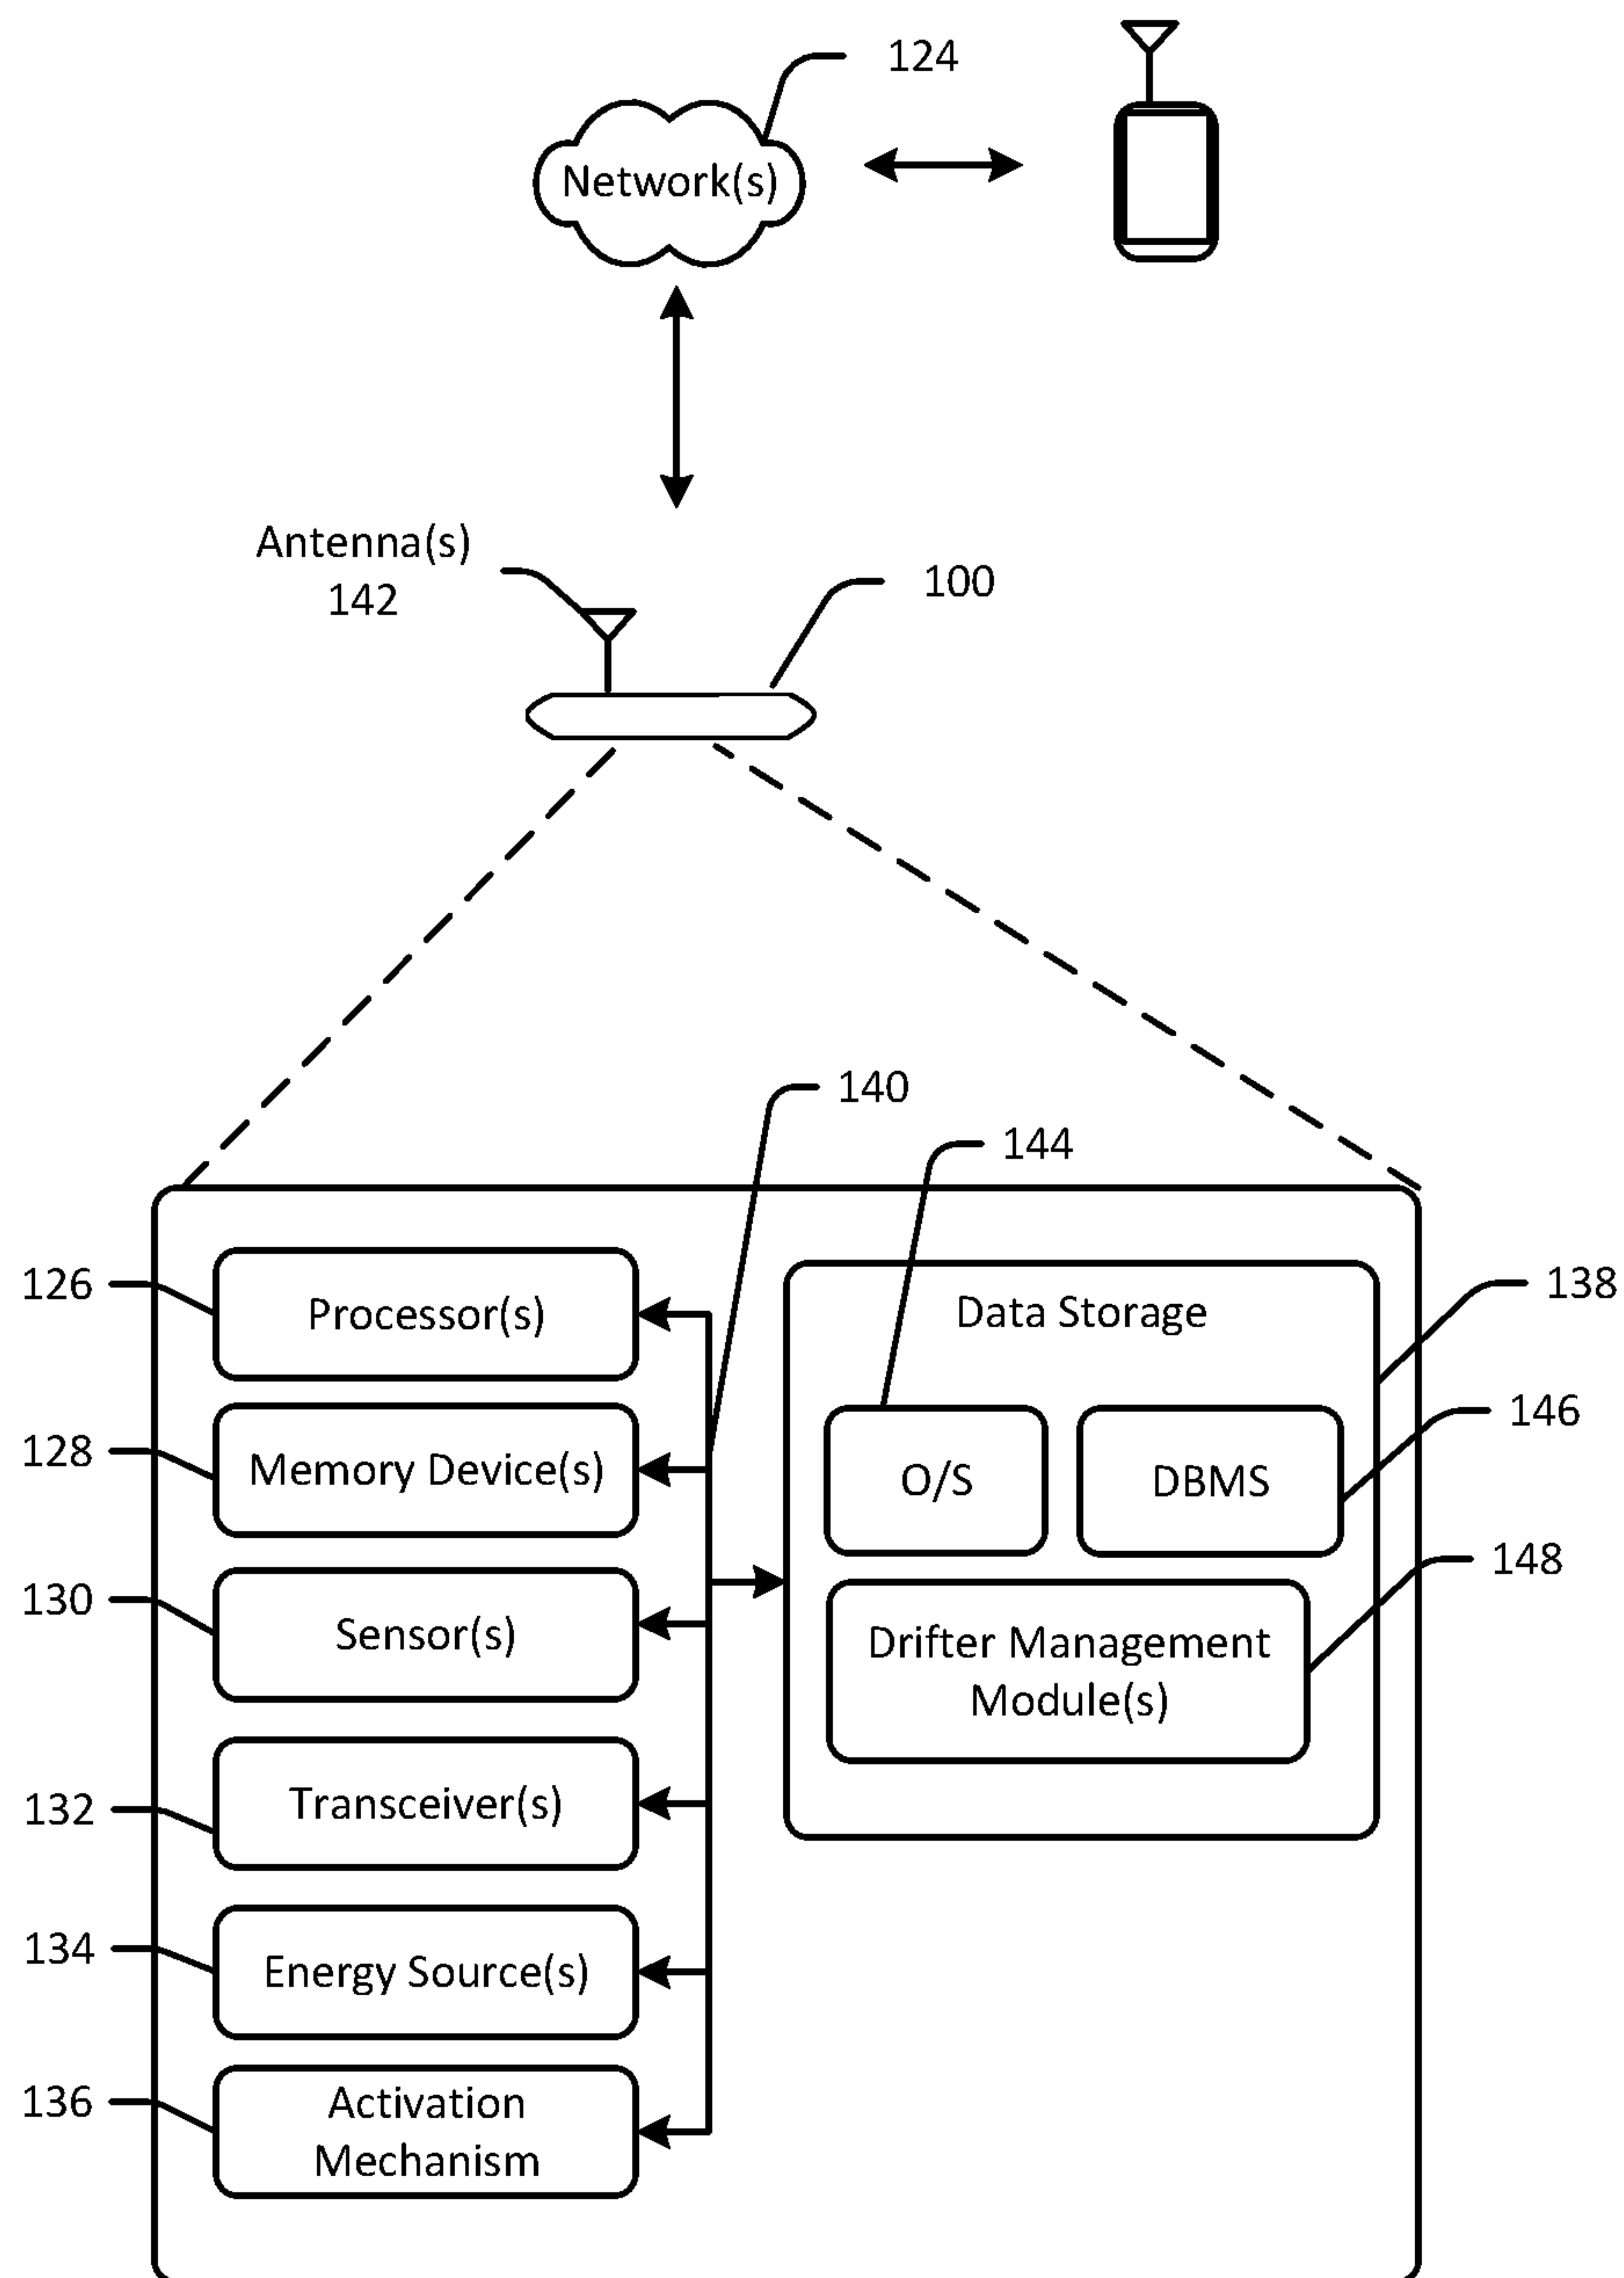 124
Network(s)
Antenna(s)
142
100
140
144
126
Processor(s)
Data Storage
138
128
Memory Device(s)
O/S
DBMS
146
130
Sensor(s)
Drifter Management
Module(s)
148
132
Transceiver(s)
134
Energy Source(s)
136
Activation
Mechanism